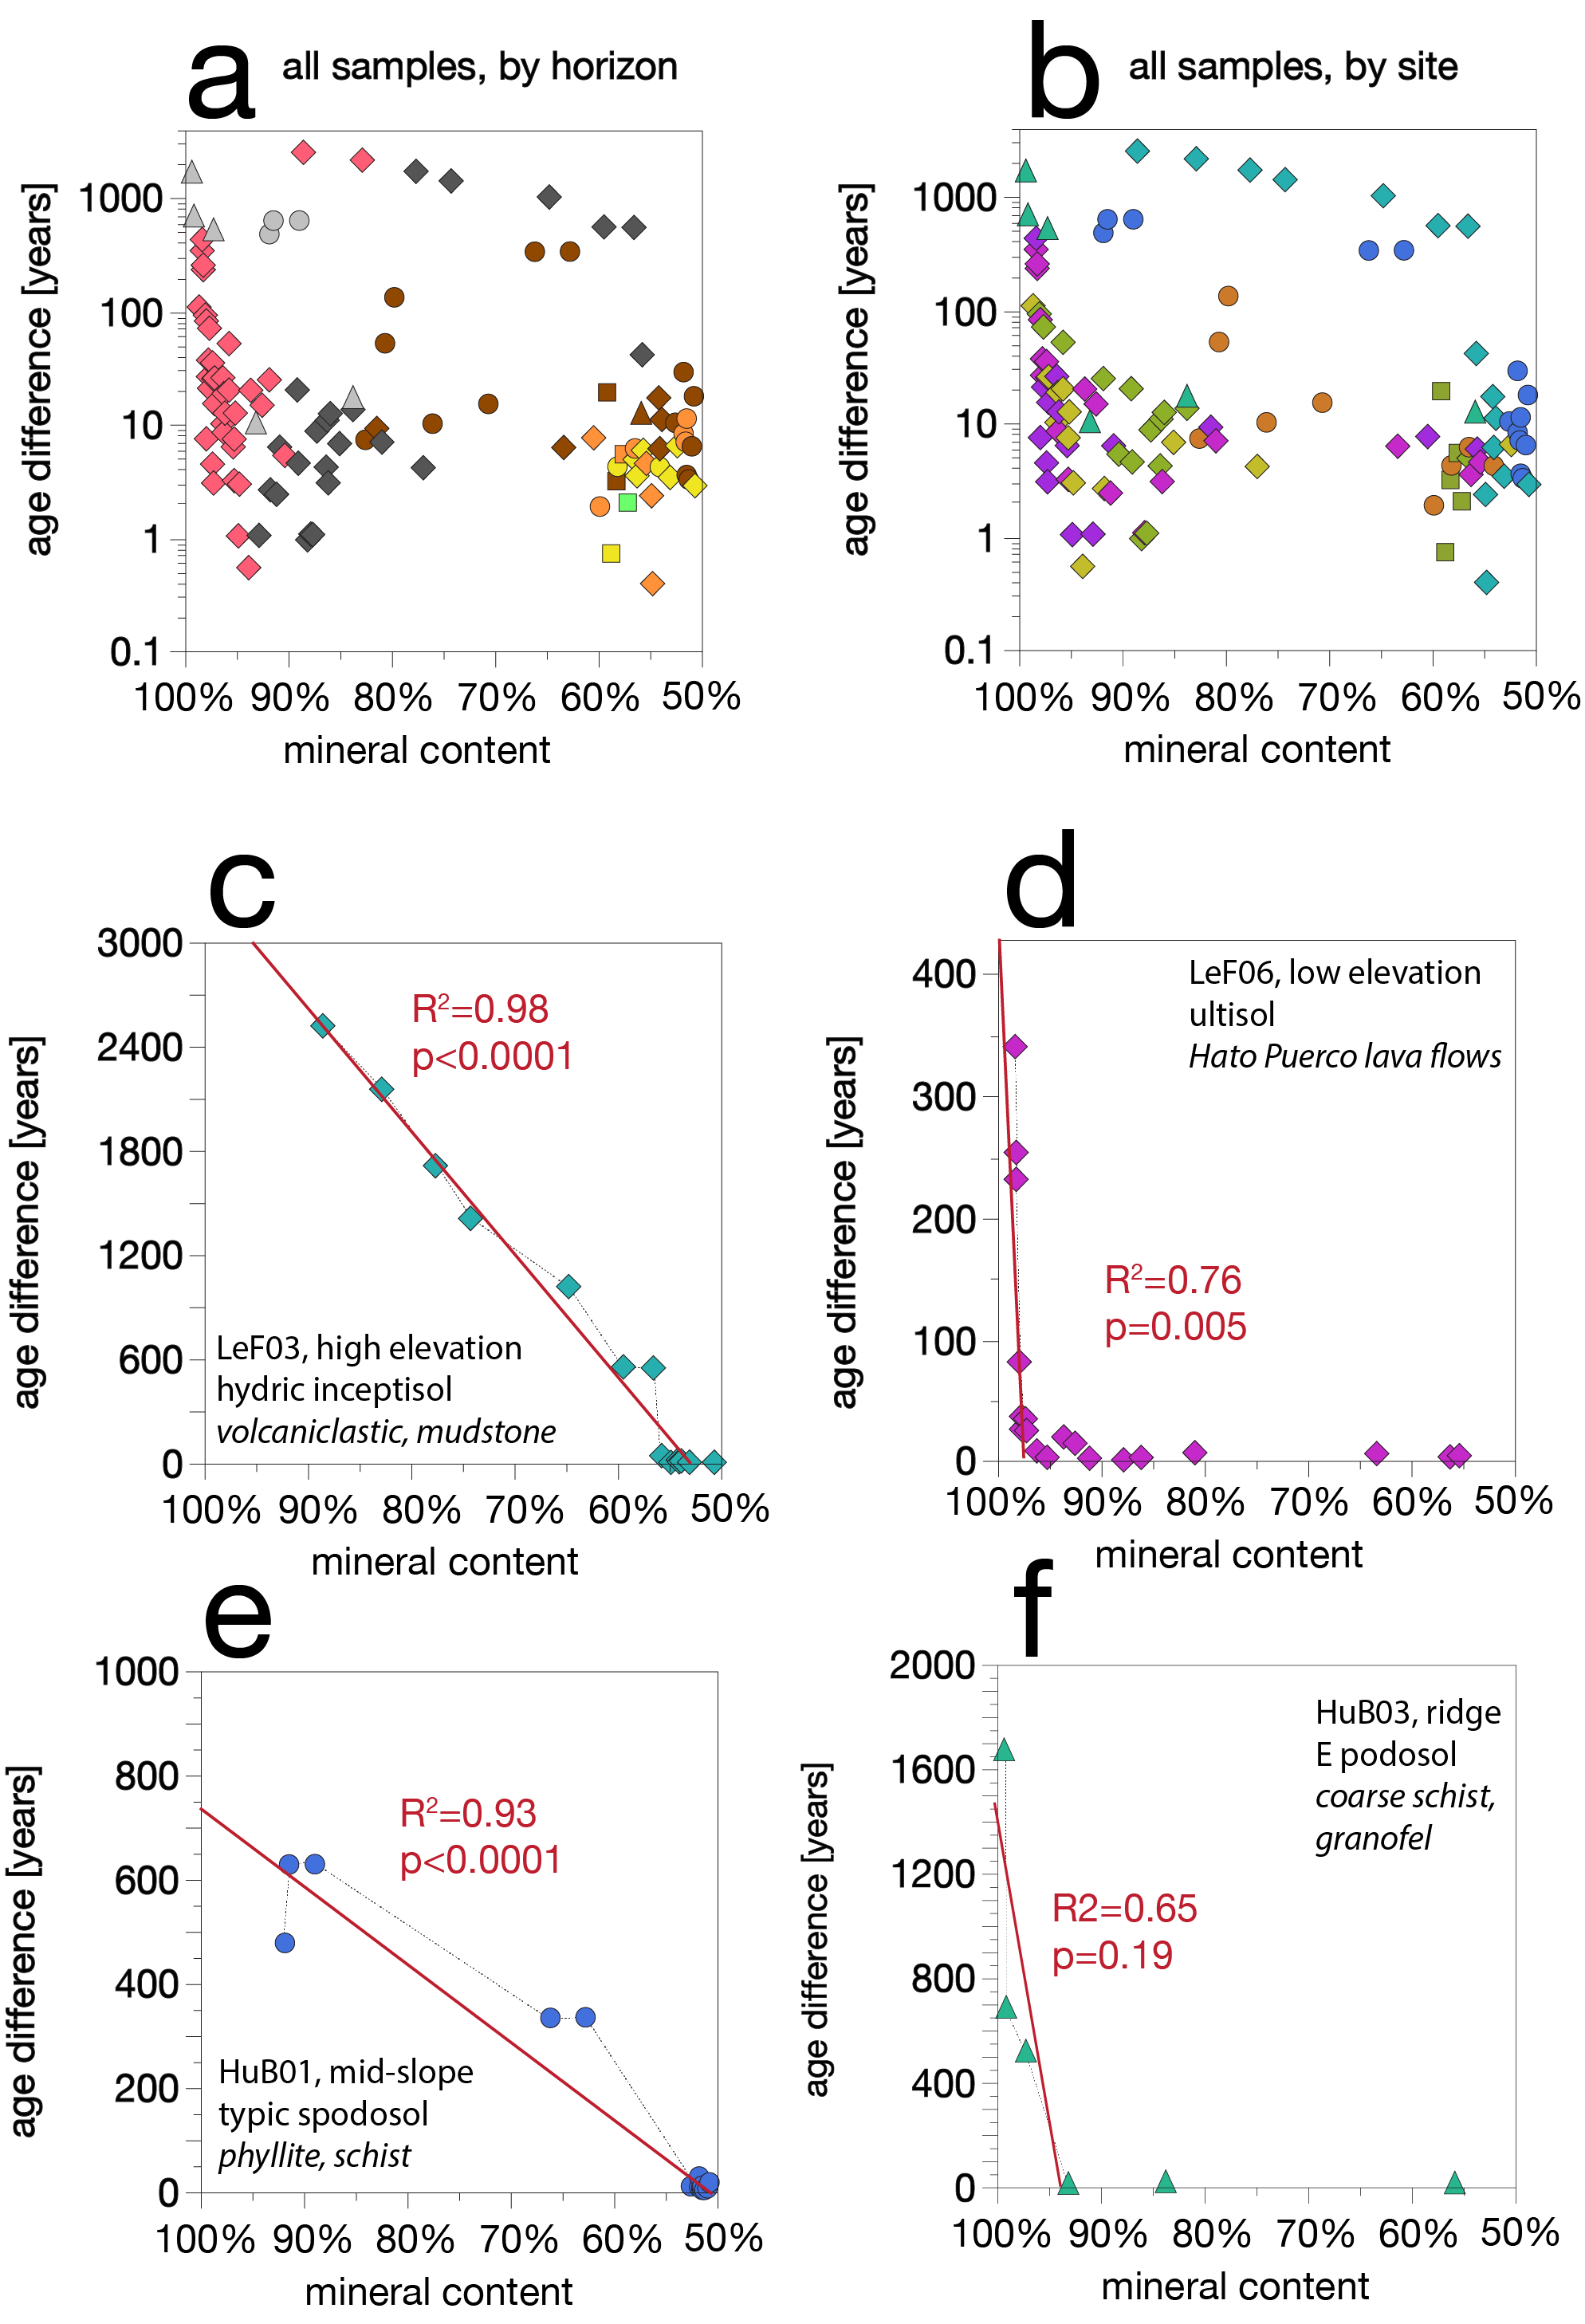 a all samples, by horizon
age difference [years]
1000
100
10
1
0.1
100% 90% 80% 70% 60% 50%
mineral content
b all samples, by site
age difference [years]
1000
100
10
1
0.1
100% 90% 80% 70% 60% 50%
mineral content
c
age difference [years]
3000
2400
1800
1200
600
0
R²=0.98
p<0.0001
LeF03, high elevation
hydric inceptisol
volcaniclastic, mudstone
100% 90% 80% 70% 60% 50%
mineral content
d
age difference [years]
400
300
200
100
0
LeF06, low elevation
ultisol
Hato Puerco lava flows
R²=0.76
p=0.005
100% 90% 80% 70% 60% 50%
mineral content
e
age difference [years]
1000
800
600
400
200
0
R²=0.93
p<0.0001
HuB01, mid-slope
typic spodosol
phyllite, schist
100% 90% 80% 70% 60% 50%
mineral content
f
age difference [years]
2000
1600
1200
800
400
0
HuB03, ridge
E podosol
coarse schist,
granofel
R2=0.65
p=0.19
100% 90% 80% 70% 60% 50%
mineral content